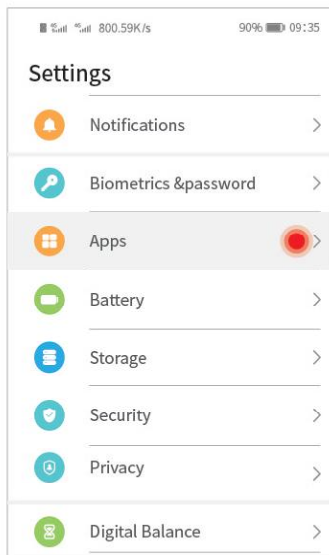 800.59K/s 90% 09:35
Settings
Notifications
Biometrics &password
Apps
Battery
Storage
Security
Privacy
Digital Balance